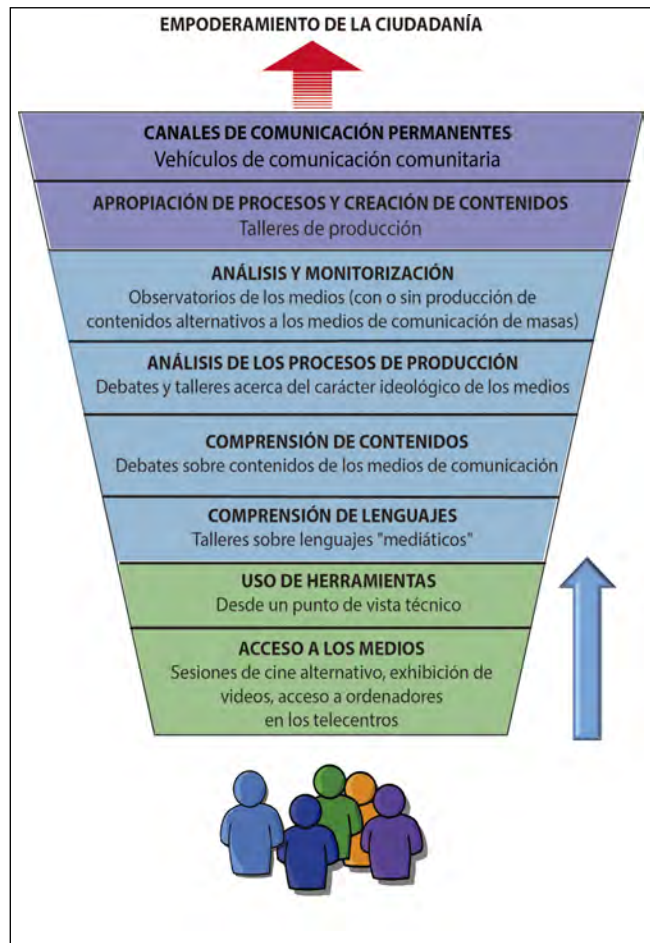 EMPODERAMIENTO DE LA CIUDADANÍA
CANALES DE COMUNICACIÓN PERMANENTES
Vehículos de comunicación comunitaria
APROPIACIÓN DE PROCESOS Y CREACIÓN DE CONTENIDOS
Talleres de producción
ANÁLISIS Y MONITORIZACIÓN
Observatorios de los medios (con o sin producción de
contenidos alternativos a los medios de comunicación de masas)
ANÁLISIS DE LOS PROCESOS DE PRODUCCIÓN
Debates y talleres acerca del carácter ideológico de los medios
COMPRENSIÓN DE CONTENIDOS
Debates sobre contenidos de los medios de comunicación
COMPRENSIÓN DE LENGUAJES
Talleres sobre lenguajes "mediáticos"
USO DE HERRAMIENTAS
Desde un punto de vista técnico
ACCESO A LOS MEDIOS
Sesiones de cine alternativo, exhibición de
videos, acceso a ordenadores
en los telecentros